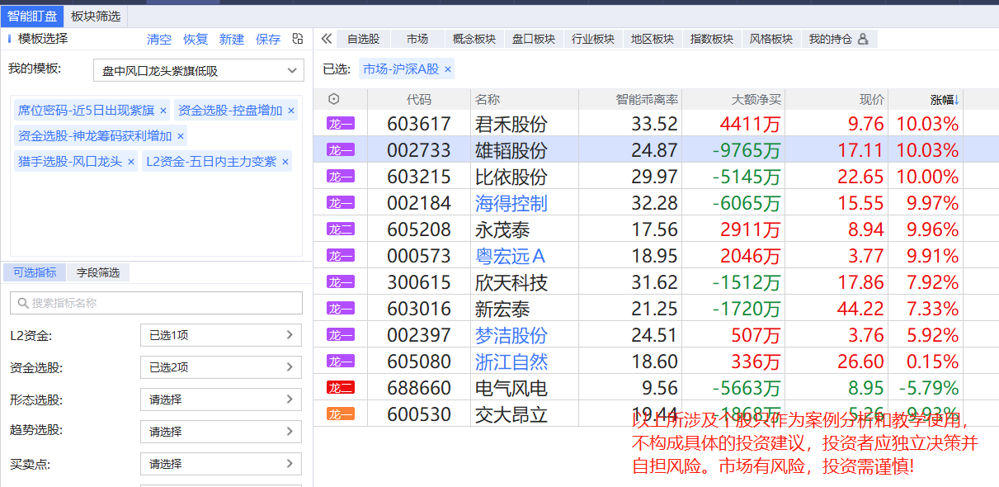 智能盯盘 板块筛选
模板选择 清空 恢复 新建 保存
我的模板: 盘中风口龙头紫旗低吸
席位密码-近5日出现紫旗 × 资金选股-控盘增加 ×
资金选股-神龙筹码获利增加 ×
猎手选股-风口龙头 × L2资金-五日内主力变紫 ×
可选指标 字段筛选
搜索指标名称
L2资金: 已选1项
资金选股: 已选2项
形态选股: 请选择
趋势选股: 请选择
买卖点: 请选择
自选股 市场 概念板块 盘口板块 行业板块 地区板块 指数板块 风格板块 我的持仓
已选: 市场-沪深A股 ×
代码 名称 智能乖离率 大额净买 现价 涨幅↓
龙一 603617 君禾股份 33.52 4411万 9.76 10.03%
龙一 002733 雄韬股份 24.87 -9765万 17.11 10.03%
龙一 603215 比依股份 29.97 -5145万 22.65 10.00%
龙一 002184 海得控制 32.28 -6065万 15.55 9.97%
龙二 605208 永茂泰 17.56 2911万 8.94 9.96%
龙一 000573 粤宏远A 18.95 2046万 3.77 9.91%
龙一 300615 欣天科技 31.62 -1512万 17.86 7.92%
龙一 603016 新宏泰 21.25 -1720万 44.22 7.33%
龙一 002397 梦洁股份 24.51 507万 3.76 5.92%
龙一 605080 浙江自然 18.60 336万 26.60 0.15%
龙二 688660 电气风电 9.56 -5663万 8.95 -5.79%
龙一 600530 交大昂立 19.44 -1868万 5.26 -9.93%
以上所涉及个股只作为案例分析和教学使用，
不构成具体的投资建议，投资者应独立决策并
自担风险。市场有风险，投资需谨慎!